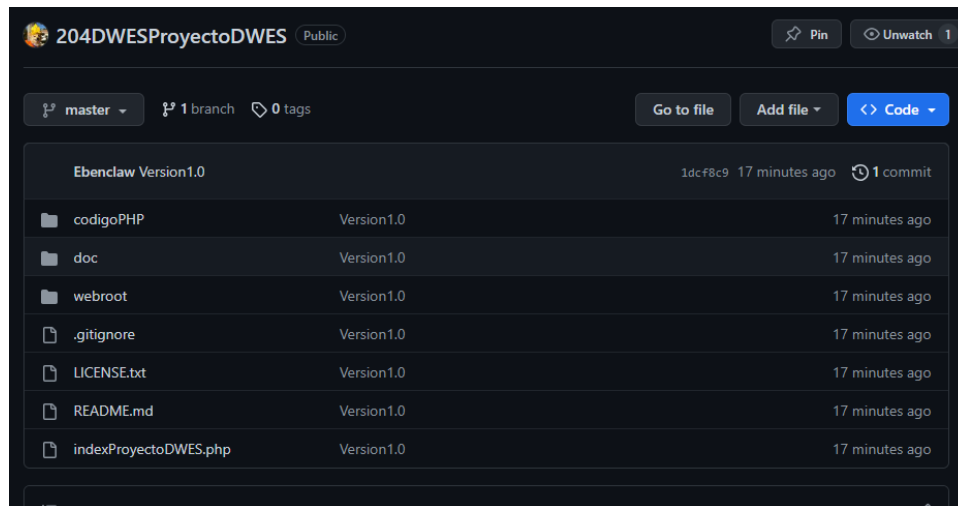 204DWESProyectoDWES Public Pin Unwatch 1
master 1 branch 0 tags Go to file Add file <> Code
Ebenclaw Version1.0 1dcf8c9 17 minutes ago 1 commit
codigoPHP Version1.0 17 minutes ago
doc Version1.0 17 minutes ago
webroot Version1.0 17 minutes ago
.gitignore Version1.0 17 minutes ago
LICENSE.txt Version1.0 17 minutes ago
README.md Version1.0 17 minutes ago
indexProyectoDWES.php Version1.0 17 minutes ago